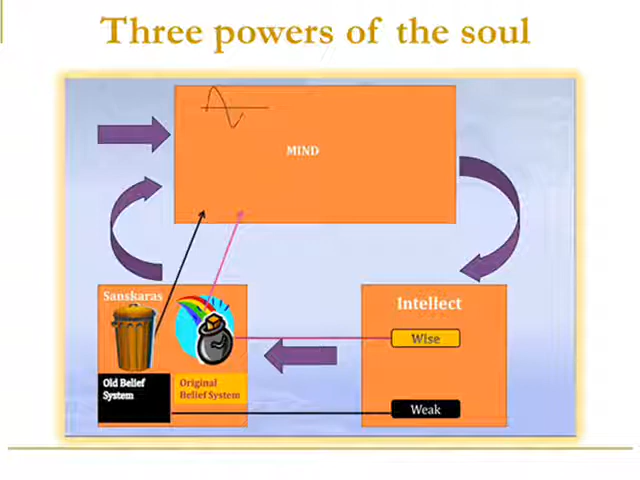 Three powers of the soul
MIND
Sanskaras
Intellect
Wise
Old Belief
System
Original
Belief System
Weak